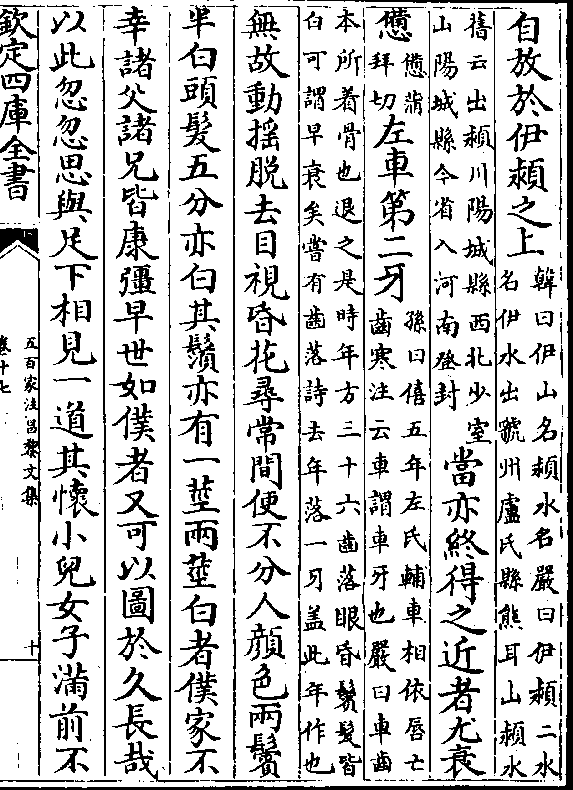 自放於伊潁之上
韓曰伊山名潁水名嚴曰伊潁二水
名伊水出虢州盧氏縣熊耳山潁水
舊云出潁川陽城縣西北少室
山陽城縣今省入河南登封
當亦終得之近者尤衰
憊
憊蒲
拜切
左車第二牙
孫曰僖五年左氏輔車相依唇亡
齒寒注云車謂車牙也嚴曰車齒
本所着骨也退之是時年方三十六齒落眼昏鬢髮皆
白可謂早衰矣嘗有齒落詩去年落一牙盖此年作也
無故動揺脱去目視昏花尋常間便不分人顔色兩鬢
半白頭髮五分亦白其鬚亦有一莖兩莖白者僕家不
幸諸父諸兄皆康彊早世如僕者又可以圖於久長哉
以此忽忽思與足下相見一道其懷小兒女子滿前不
欽定四庫全書
五百家注昌黎文集
卷十七
十